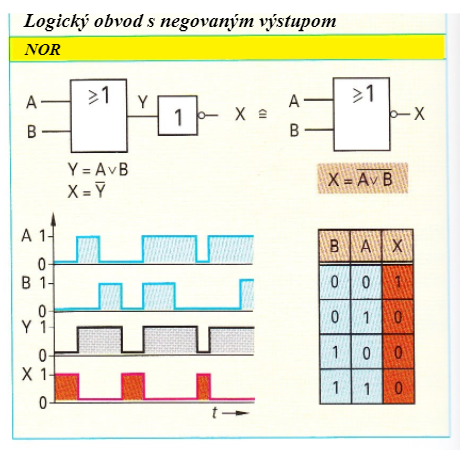 Logický obvod s negovaným výstupom
NOR
A ≥1 Y 1 X ≅ A ≥1 X
B B
Y = A∨B
X = Y̅
X = A̅∨̅B̅
A 1
0
B 1
0
Y 1
0
X 1
0
t
B A X
0 0 1
0 1 0
1 0 0
1 1 0